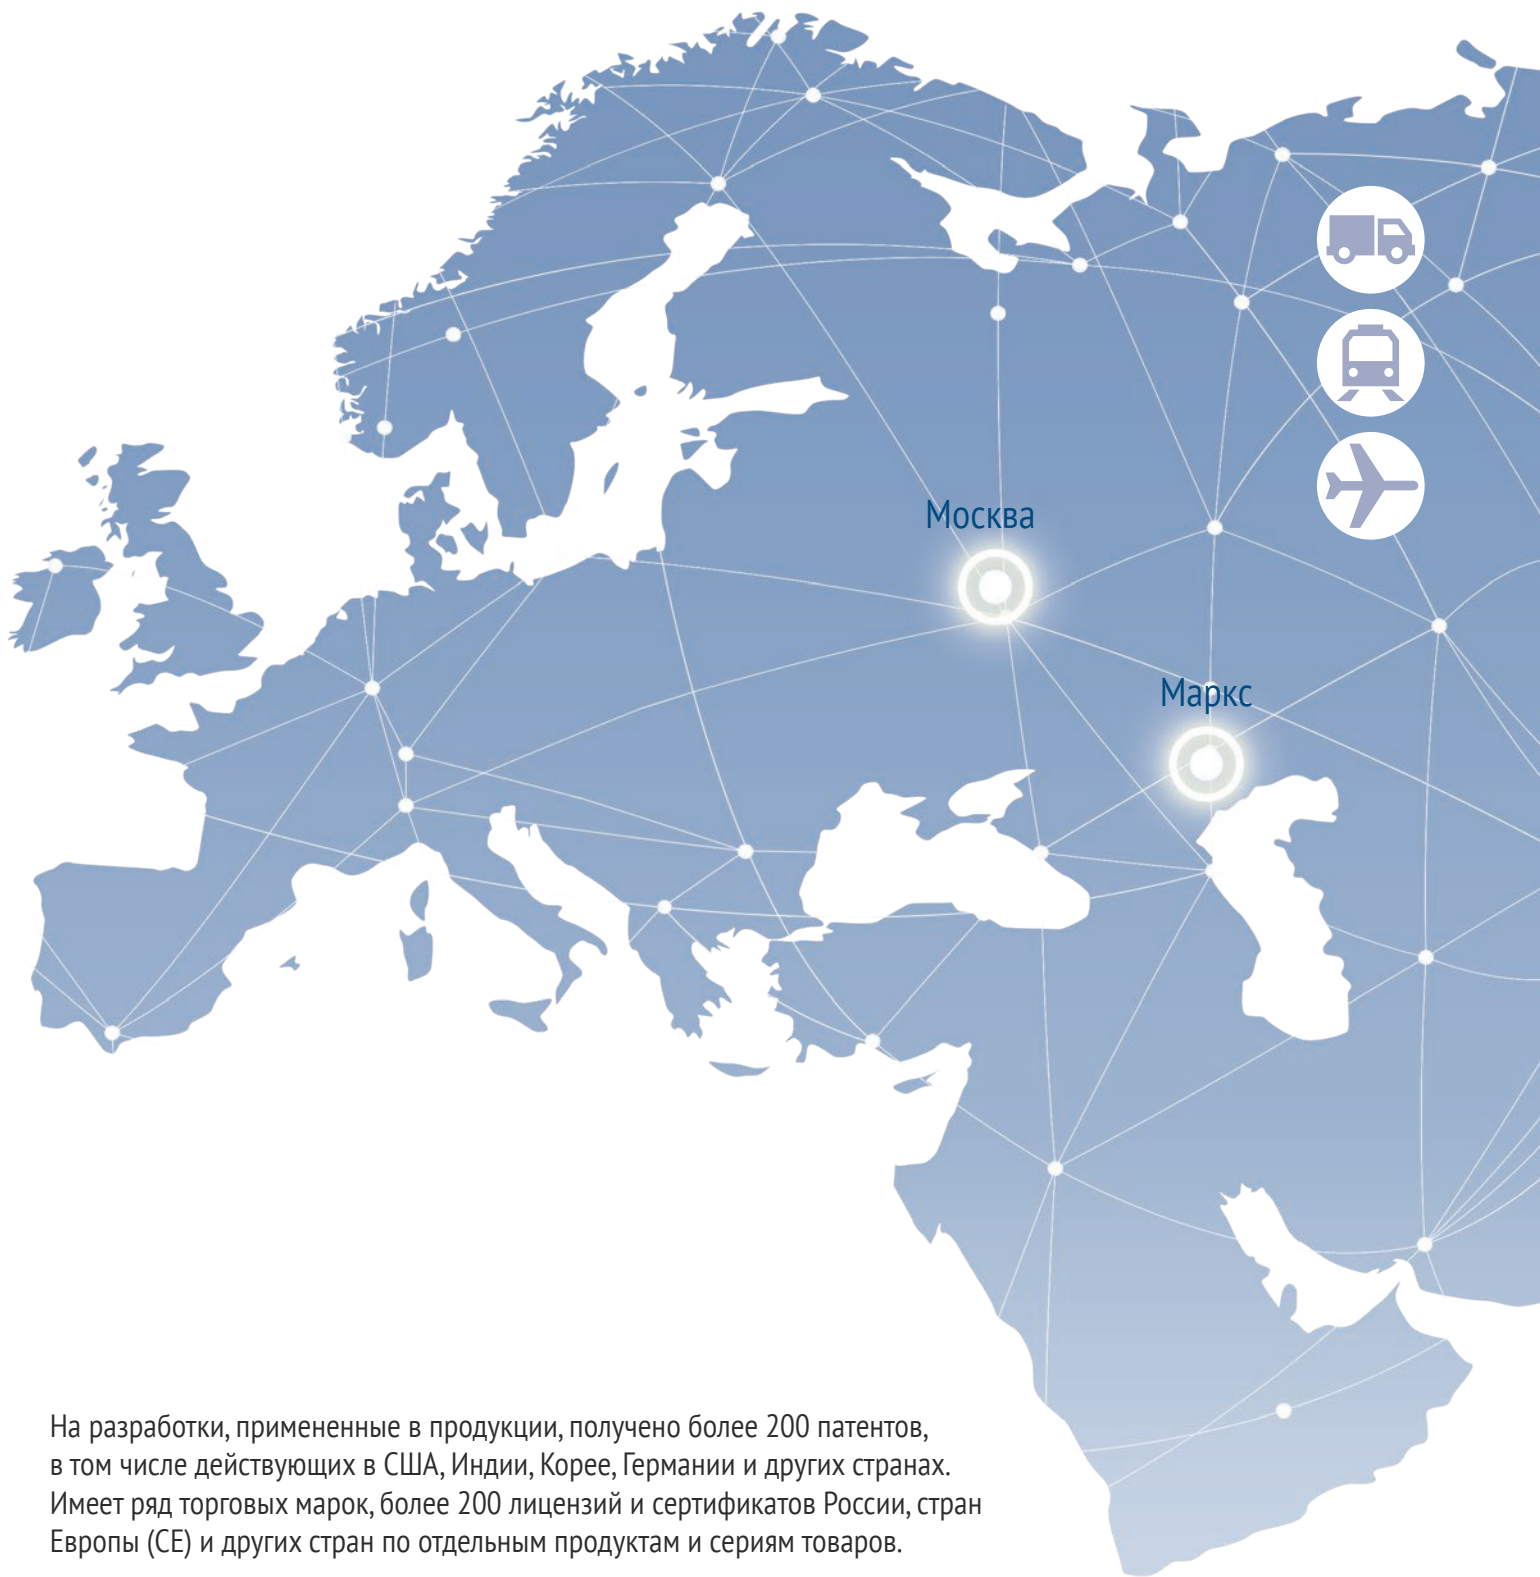 Москва
Маркс
На разработки, примененные в продукции, получено более 200 патентов,
в том числе действующих в США, Индии, Корее, Германии и других странах.
Имеет ряд торговых марок, более 200 лицензий и сертификатов России, стран
Европы (СЕ) и других стран по отдельным продуктам и сериям товаров.